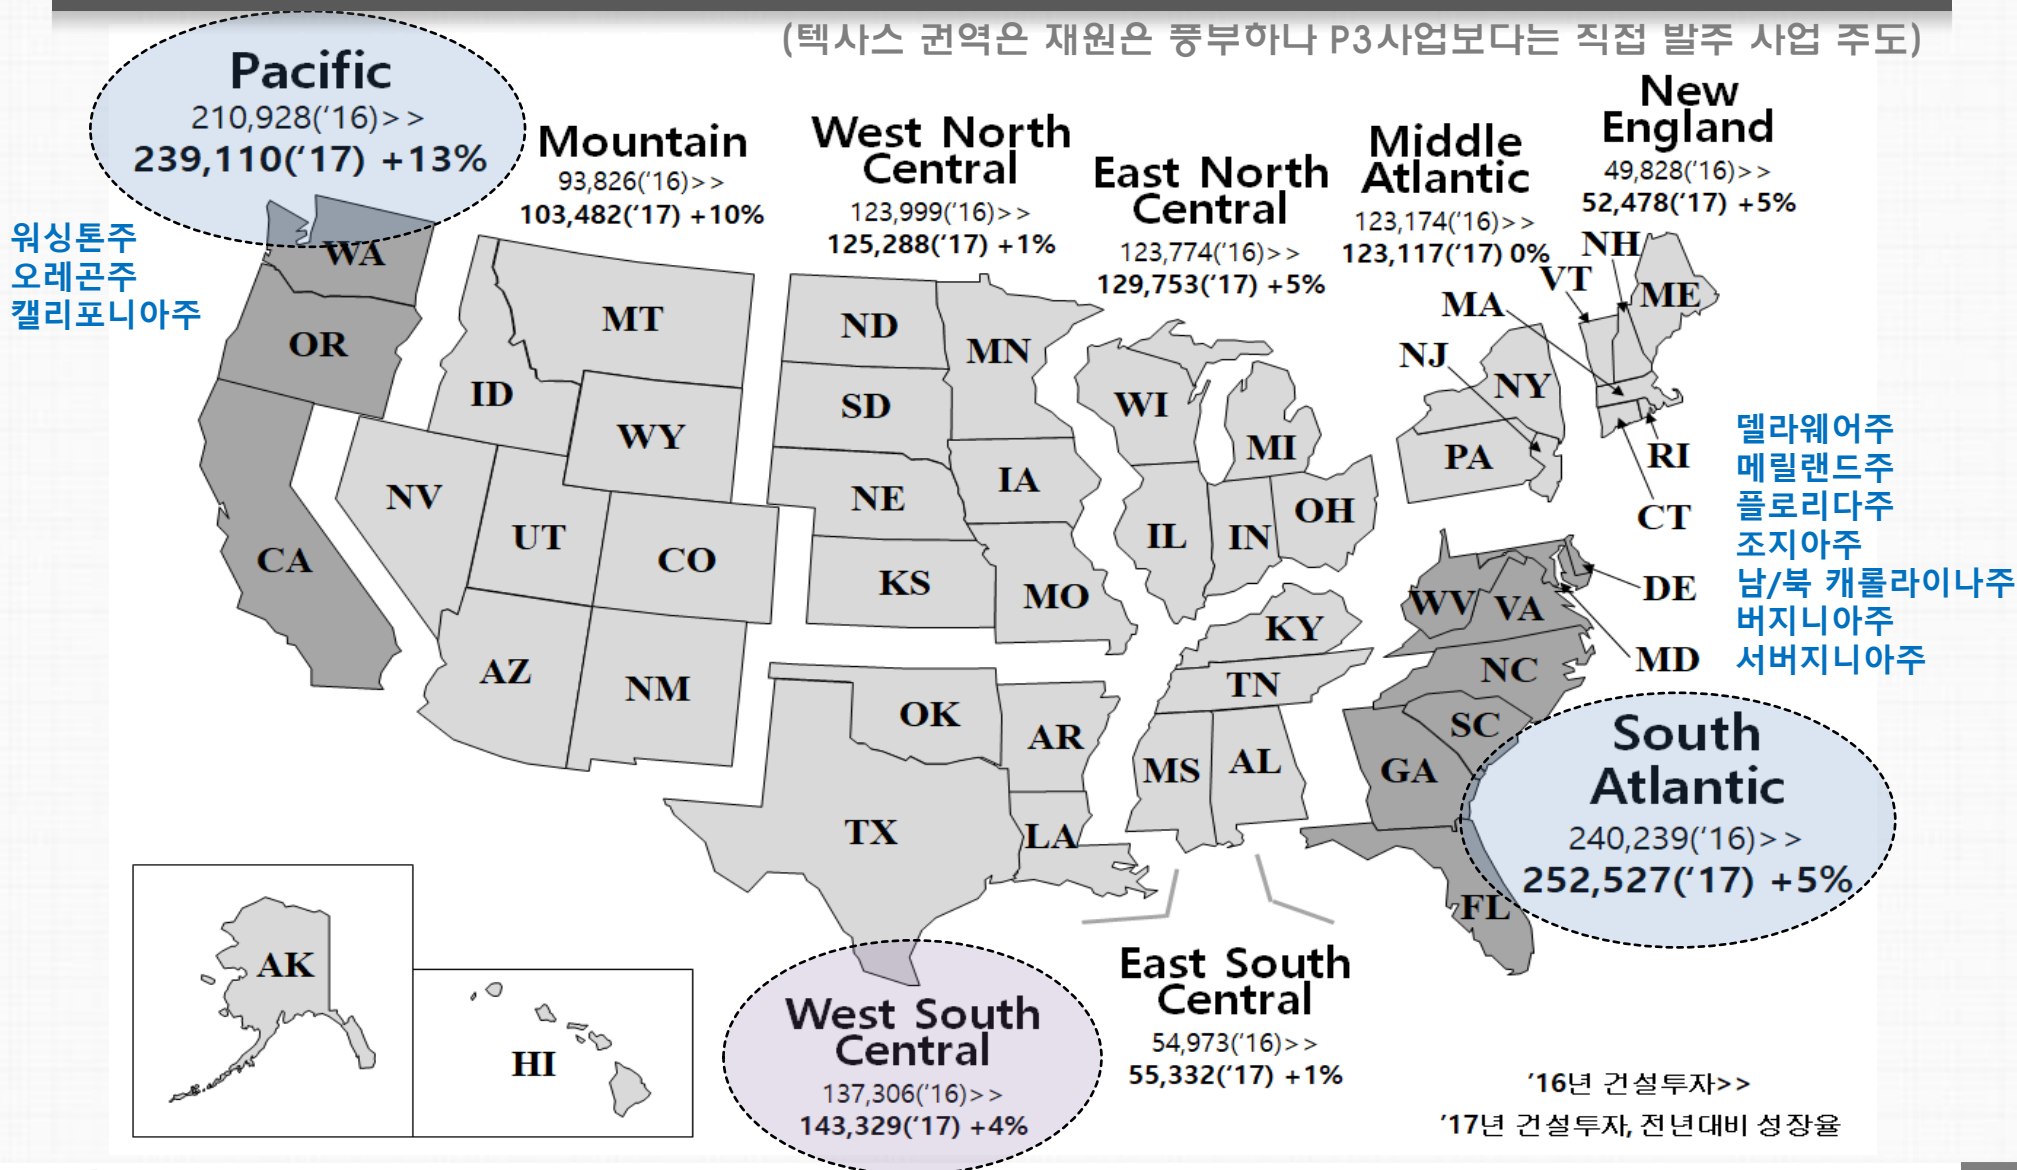 (텍사스 권역은 재원은 풍부하나 P3사업보다는 직접 발주 사업 주도)
Pacific
210,928('16)>>
239,110('17) +13%
Mountain
93,826('16)>>
103,482('17) +10%
West North
Central
123,999('16)>>
125,288('17) +1%
East North
Central
123,774('16)>>
129,753('17) +5%
Middle
Atlantic
123,174('16)>>
123,117('17) 0%
New
England
49,828('16)>>
52,478('17) +5%
워싱톤주
오레곤주
캘리포니아주
WA
OR
CA
MT
ID
WY
NV
UT
CO
AZ
NM
ND
SD
NE
KS
MN
IA
MO
WI
MI
IL
IN
OH
NH
VT
ME
MA
NJ
NY
PA
RI
CT
델라웨어주
메릴랜드주
플로리다주
조지아주
남/북 캐롤라이나주
버지니아주
서버지니아주
WV
VA
DE
MD
NC
SC
GA
FL
KY
TN
MS
AL
OK
AR
TX
LA
South
Atlantic
240,239('16)>>
252,527('17) +5%
AK
HI
West South
Central
137,306('16)>>
143,329('17) +4%
East South
Central
54,973('16)>>
55,332('17) +1%
'16년 건설투자>>
'17년 건설투자, 전년대비 성장율